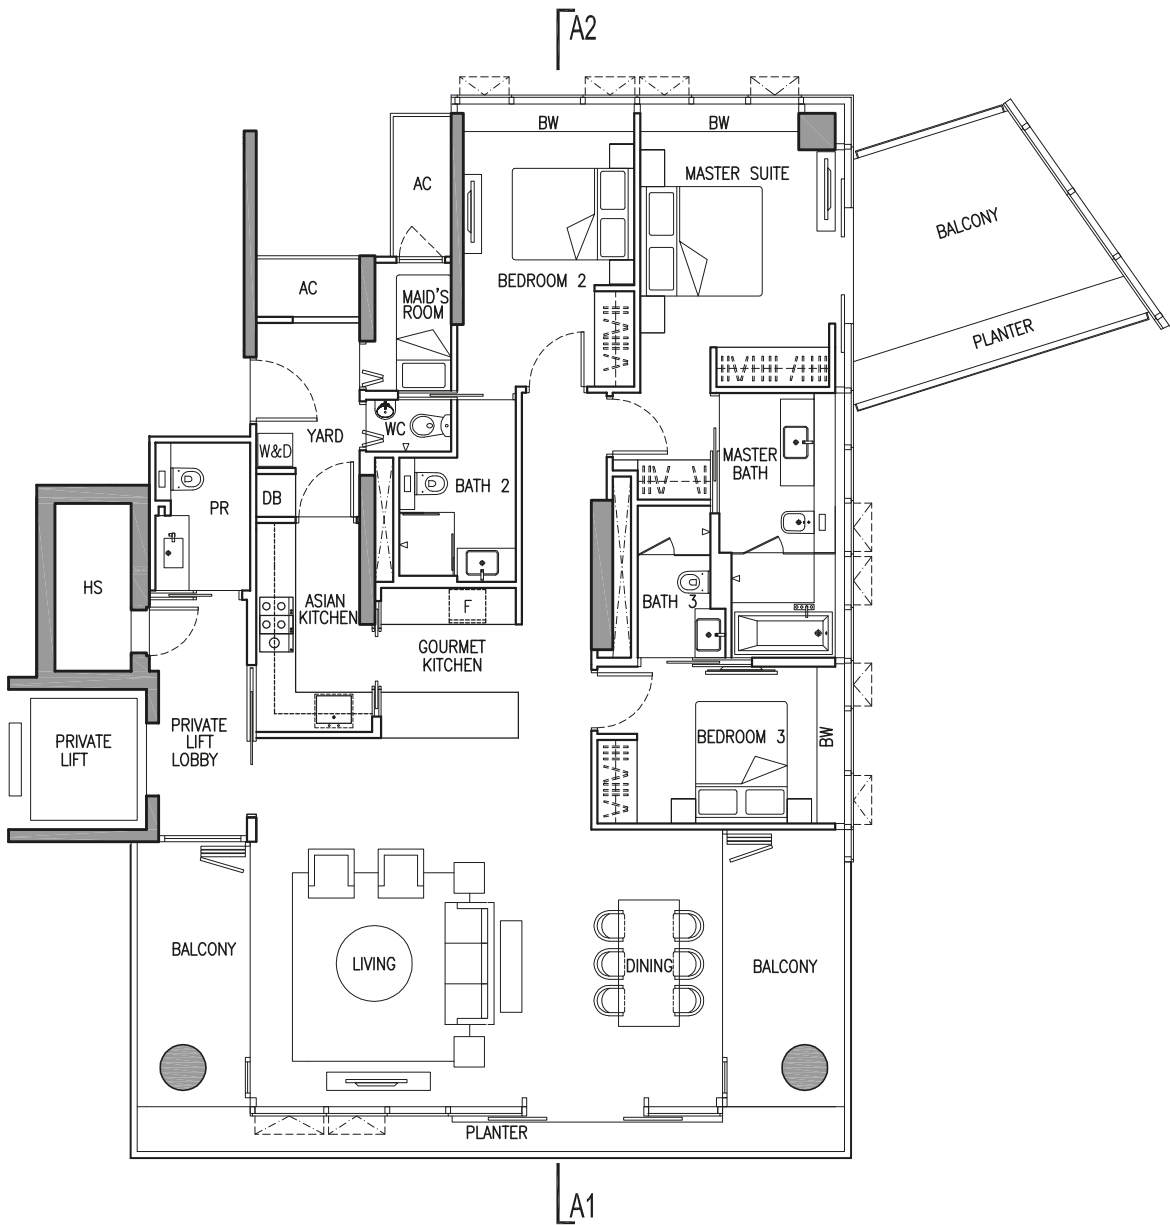 A2
BW
BW
AC
MASTER SUITE
BALCONY
BEDROOM 2
AC
MAID'S
ROOM
PLANTER
WC
YARD
W&D
MASTER
BATH
BATH 2
DB
PR
HS
ASIAN
KITCHEN
F
BATH 3
GOURMET
KITCHEN
PRIVATE
LIFT
PRIVATE
LIFT
LOBBY
BEDROOM 3
BW
BALCONY
LIVING
DINING
BALCONY
PLANTER
A1